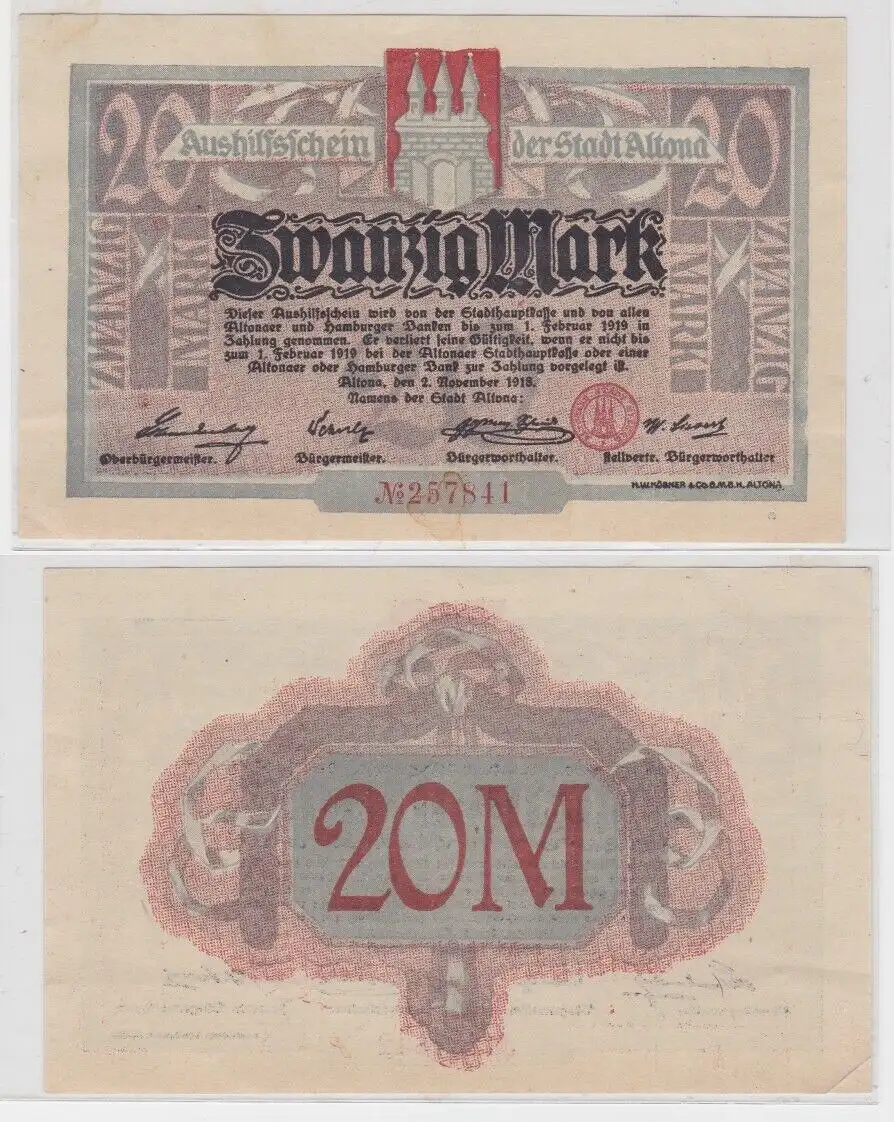 20 20
Aushilfsschein der Stadt Altona
Zwanzig Mark
ZWANZIG MARK
MARK ZWANZIG
Dieser Aushilfsschein wird von der Stadthauptkasse und von allen
Altonaer und Hamburger Banken bis zum 1. Februar 1919 in
Zahlung genommen. Er verliert seine Gültigkeit, wenn er nicht bis
zum 1. Februar 1919 bei der Altonaer Stadthauptkasse oder einer
Altonaer oder Hamburger Bank zur Zahlung vorgelegt ist.
Altona, den 2. November 1918.
Namens der Stadt Altona:
Oberbürgermeister. Bürgermeister. Bürgerworthalter. stellvertr. Bürgerworthalter
№ 257841
H.W.KÖBNER & CO. G.M.B.H. ALTONA.
20M